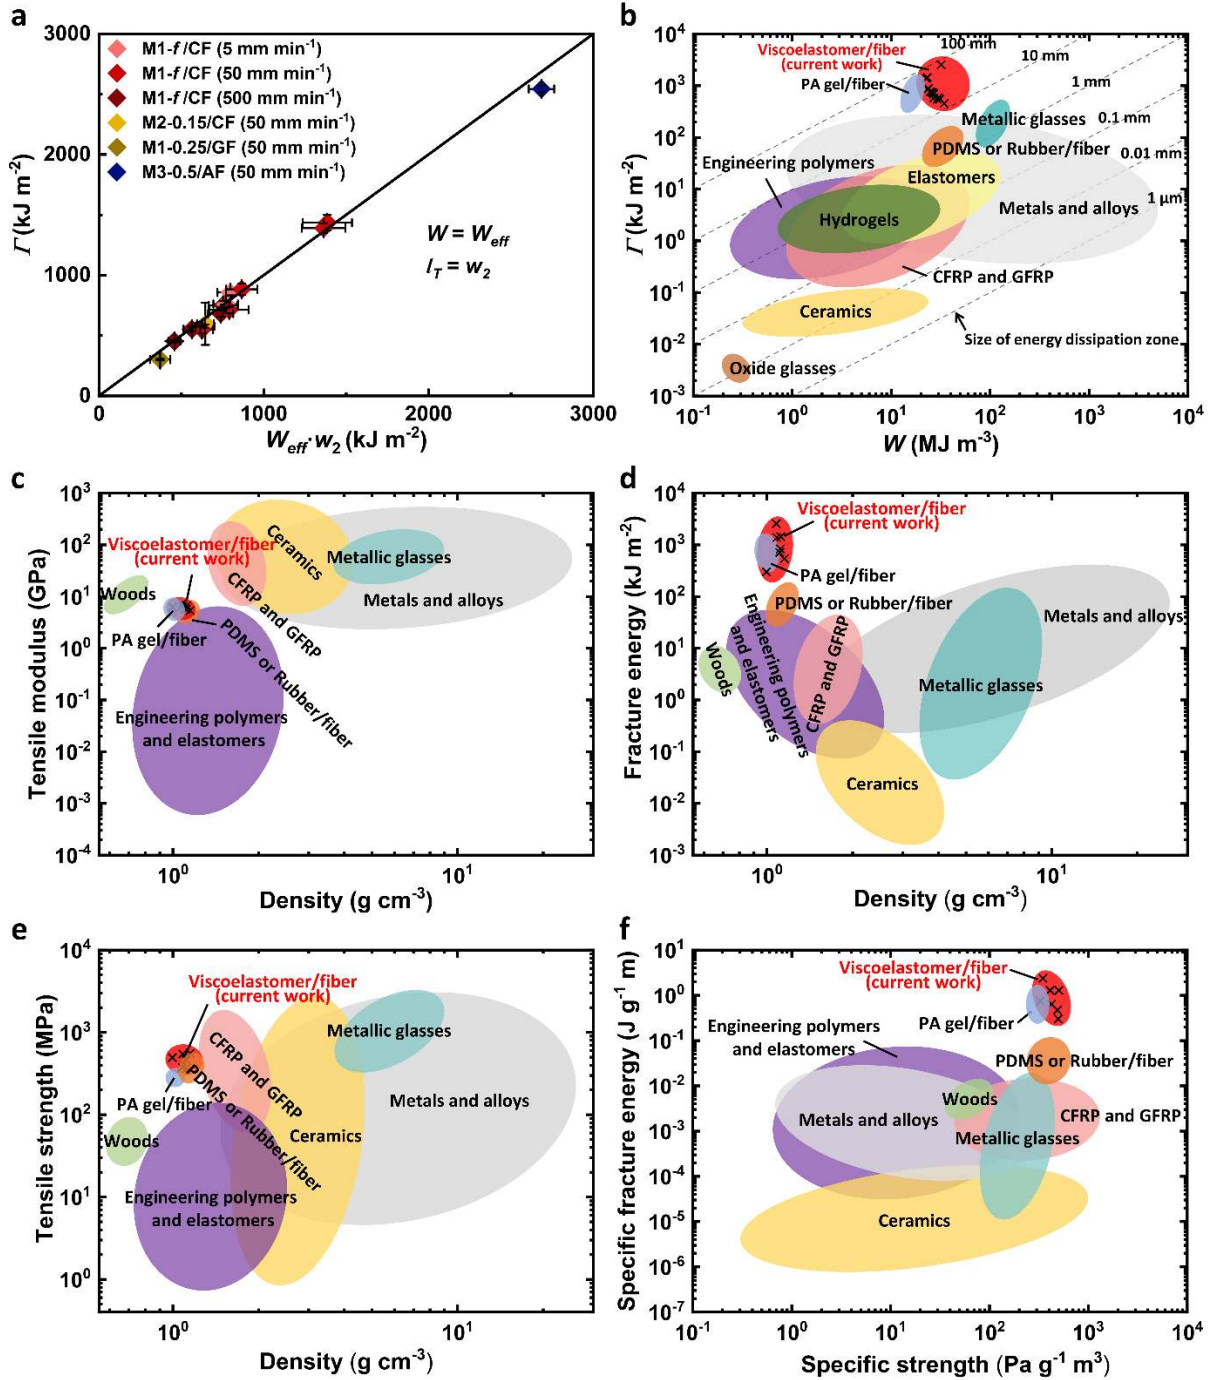 a
3000
2000
1000
0
0
1000
2000
3000
Γ (kJ m⁻²)
W_eff·w₂ (kJ m⁻²)
M1-f /CF (5 mm min⁻¹)
M1-f /CF (50 mm min⁻¹)
M1-f /CF (500 mm min⁻¹)
M2-0.15/CF (50 mm min⁻¹)
M1-0.25/GF (50 mm min⁻¹)
M3-0.5/AF (50 mm min⁻¹)
W = W_eff
l_T = w₂
b
10⁴
10³
10²
10¹
10⁰
10⁻¹
10⁻²
10⁻³
10⁻¹
10⁰
10¹
10²
10³
10⁴
Γ (kJ m⁻²)
W (MJ m⁻³)
Viscoelastomer/fiber
(current work)
100 mm
10 mm
1 mm
0.1 mm
0.01 mm
1 μm
PA gel/fiber
Metallic glasses
PDMS or Rubber/fiber
Engineering polymers
Elastomers
Hydrogels
Metals and alloys
CFRP and GFRP
Ceramics
Size of energy dissipation zone
Oxide glasses
c
10³
10²
10¹
10⁰
10⁻¹
10⁻²
10⁻³
10⁻⁴
10⁰
10¹
Tensile modulus (GPa)
Density (g cm⁻³)
Viscoelastomer/fiber
(current work)
Ceramics
Metallic glasses
Woods
CFRP and GFRP
Metals and alloys
PA gel/fiber
PDMS or Rubber/fiber
Engineering polymers
and elastomers
d
10⁴
10³
10²
10¹
10⁰
10⁻¹
10⁻²
10⁻³
10⁰
10¹
Fracture energy (kJ m⁻²)
Density (g cm⁻³)
Viscoelastomer/fiber
(current work)
PA gel/fiber
PDMS or Rubber/fiber
Metals and alloys
Woods
Engineering polymers
and elastomers
CFRP and GFRP
Metallic glasses
Ceramics
e
10⁴
10³
10²
10¹
10⁰
10⁰
10¹
Tensile strength (MPa)
Density (g cm⁻³)
Viscoelastomer/fiber
(current work)
Metallic glasses
CFRP and GFRP
PA gel/fiber
PDMS or Rubber/fiber
Metals and alloys
Woods
Ceramics
Engineering polymers
and elastomers
f
10¹
10⁰
10⁻¹
10⁻²
10⁻³
10⁻⁴
10⁻⁵
10⁻⁶
10⁻⁷
10⁻¹
10⁰
10¹
10²
10³
10⁴
Specific fracture energy (J g⁻¹ m)
Specific strength (Pa g⁻¹ m³)
Viscoelastomer/fiber
(current work)
PA gel/fiber
Engineering polymers
and elastomers
PDMS or Rubber/fiber
Woods
Metals and alloys
CFRP and GFRP
Metallic glasses
Ceramics